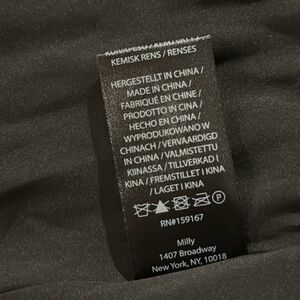 KEMISK RENS / RENSES
HERGESTELLT IN CHINA /
MADE IN CHINA /
FABRIQUÉ EN CHINE /
PRODOTTO IN CINA /
HECHO EN CHINA /
WYPRODUKOWANO W
CHINACH / VERVAARDIGD
IN CHINA / VALMISTETTU
KIINASSA / TILLVERKAD I
KINA / FREMSTILLET I KINA
/ LAGET I KINA
P
RN#159167
Milly
1407 Broadway
New York, NY, 10018